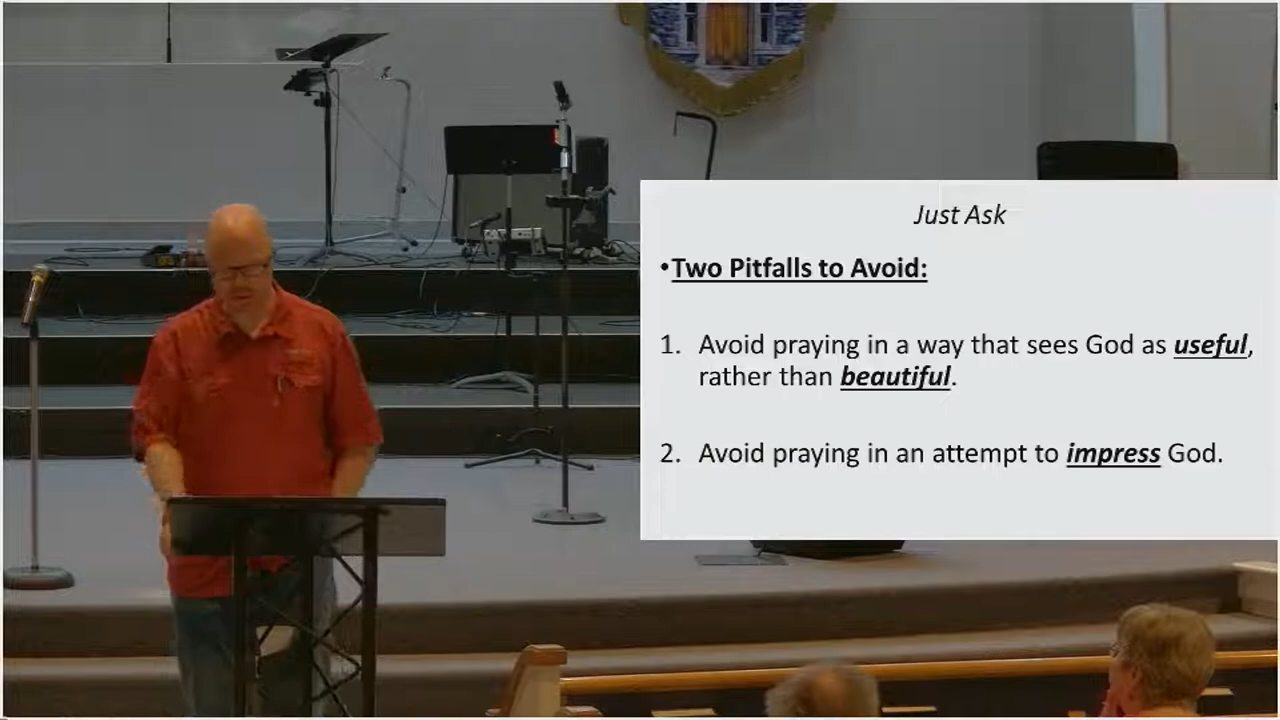 Just Ask
•Two Pitfalls to Avoid:
1. Avoid praying in a way that sees God as useful,
rather than beautiful.
2. Avoid praying in an attempt to impress God.